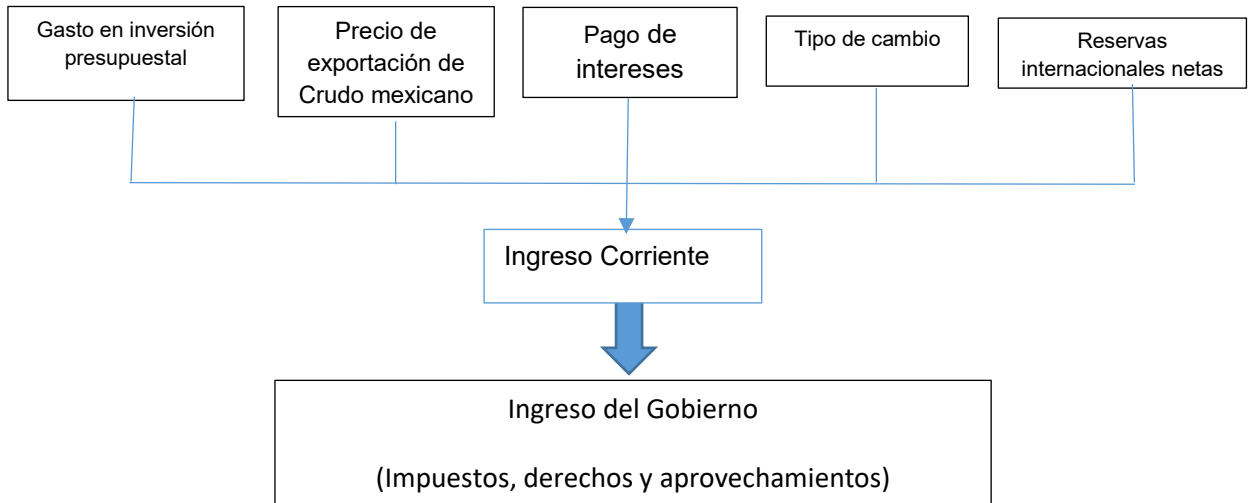 Gasto en inversión
presupuestal
Precio de
exportación de
Crudo mexicano
Pago de
intereses
Tipo de cambio
Reservas
internacionales netas
Ingreso Corriente
Ingreso del Gobierno
(Impuestos, derechos y aprovechamientos)